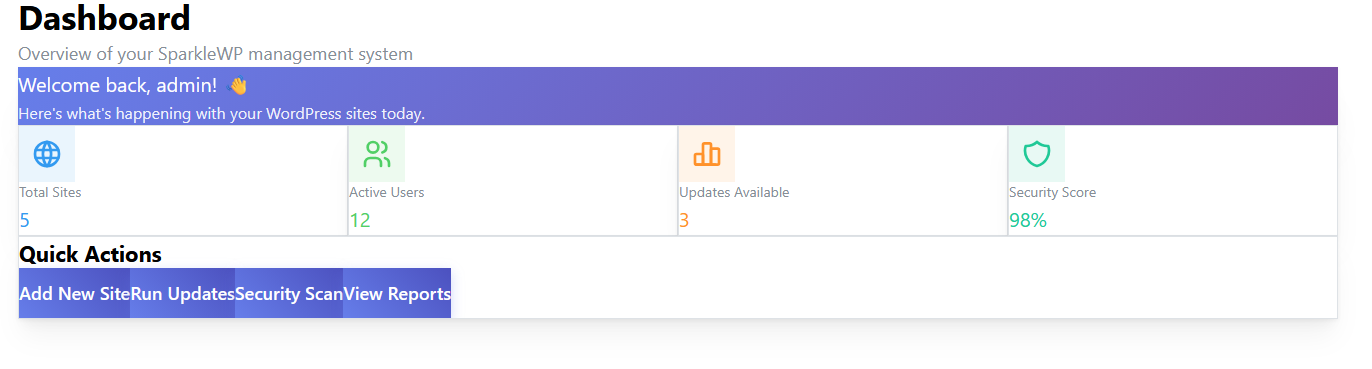 Dashboard
Overview of your SparkleWP management system
Welcome back, admin! 👋
Here's what's happening with your WordPress sites today.
Total Sites
5
Active Users
12
Updates Available
3
Security Score
98%
Quick Actions
Add New Site
Run Updates
Security Scan
View Reports